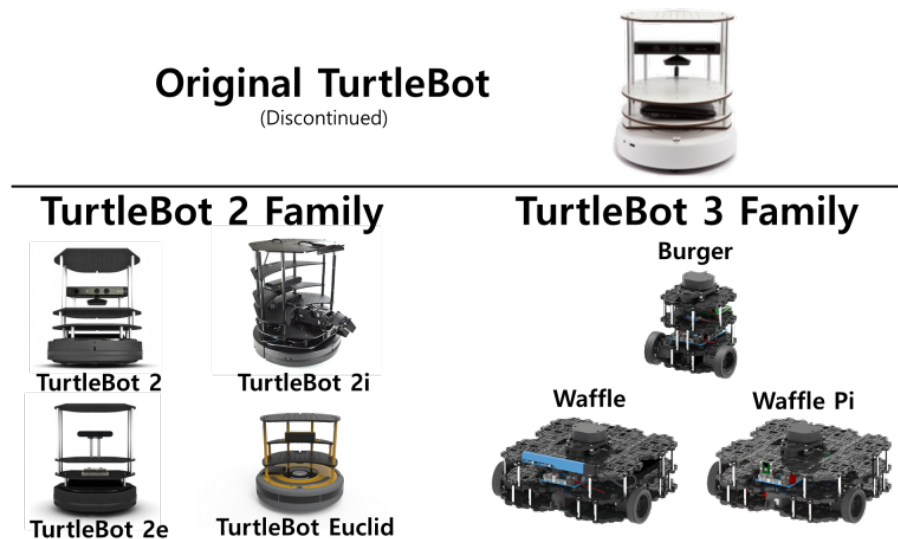 Original TurtleBot
(Discontinued)
TurtleBot 2 Family
TurtleBot 2
TurtleBot 2i
TurtleBot 2e
TurtleBot Euclid
TurtleBot 3 Family
Burger
Waffle
Waffle Pi